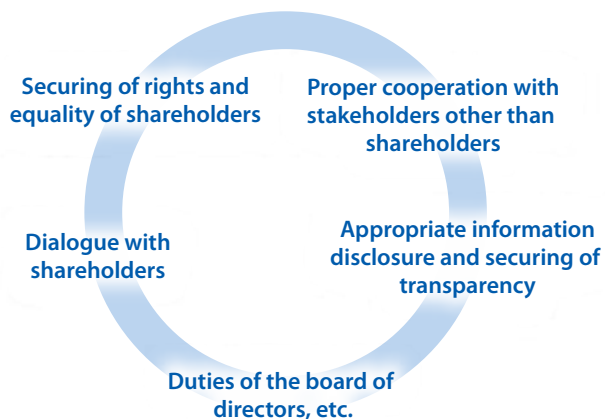 Securing of rights and
equality of shareholders
Proper cooperation with
stakeholders other than
shareholders
Appropriate information
disclosure and securing of
transparency
Duties of the board of
directors, etc.
Dialogue with
shareholders